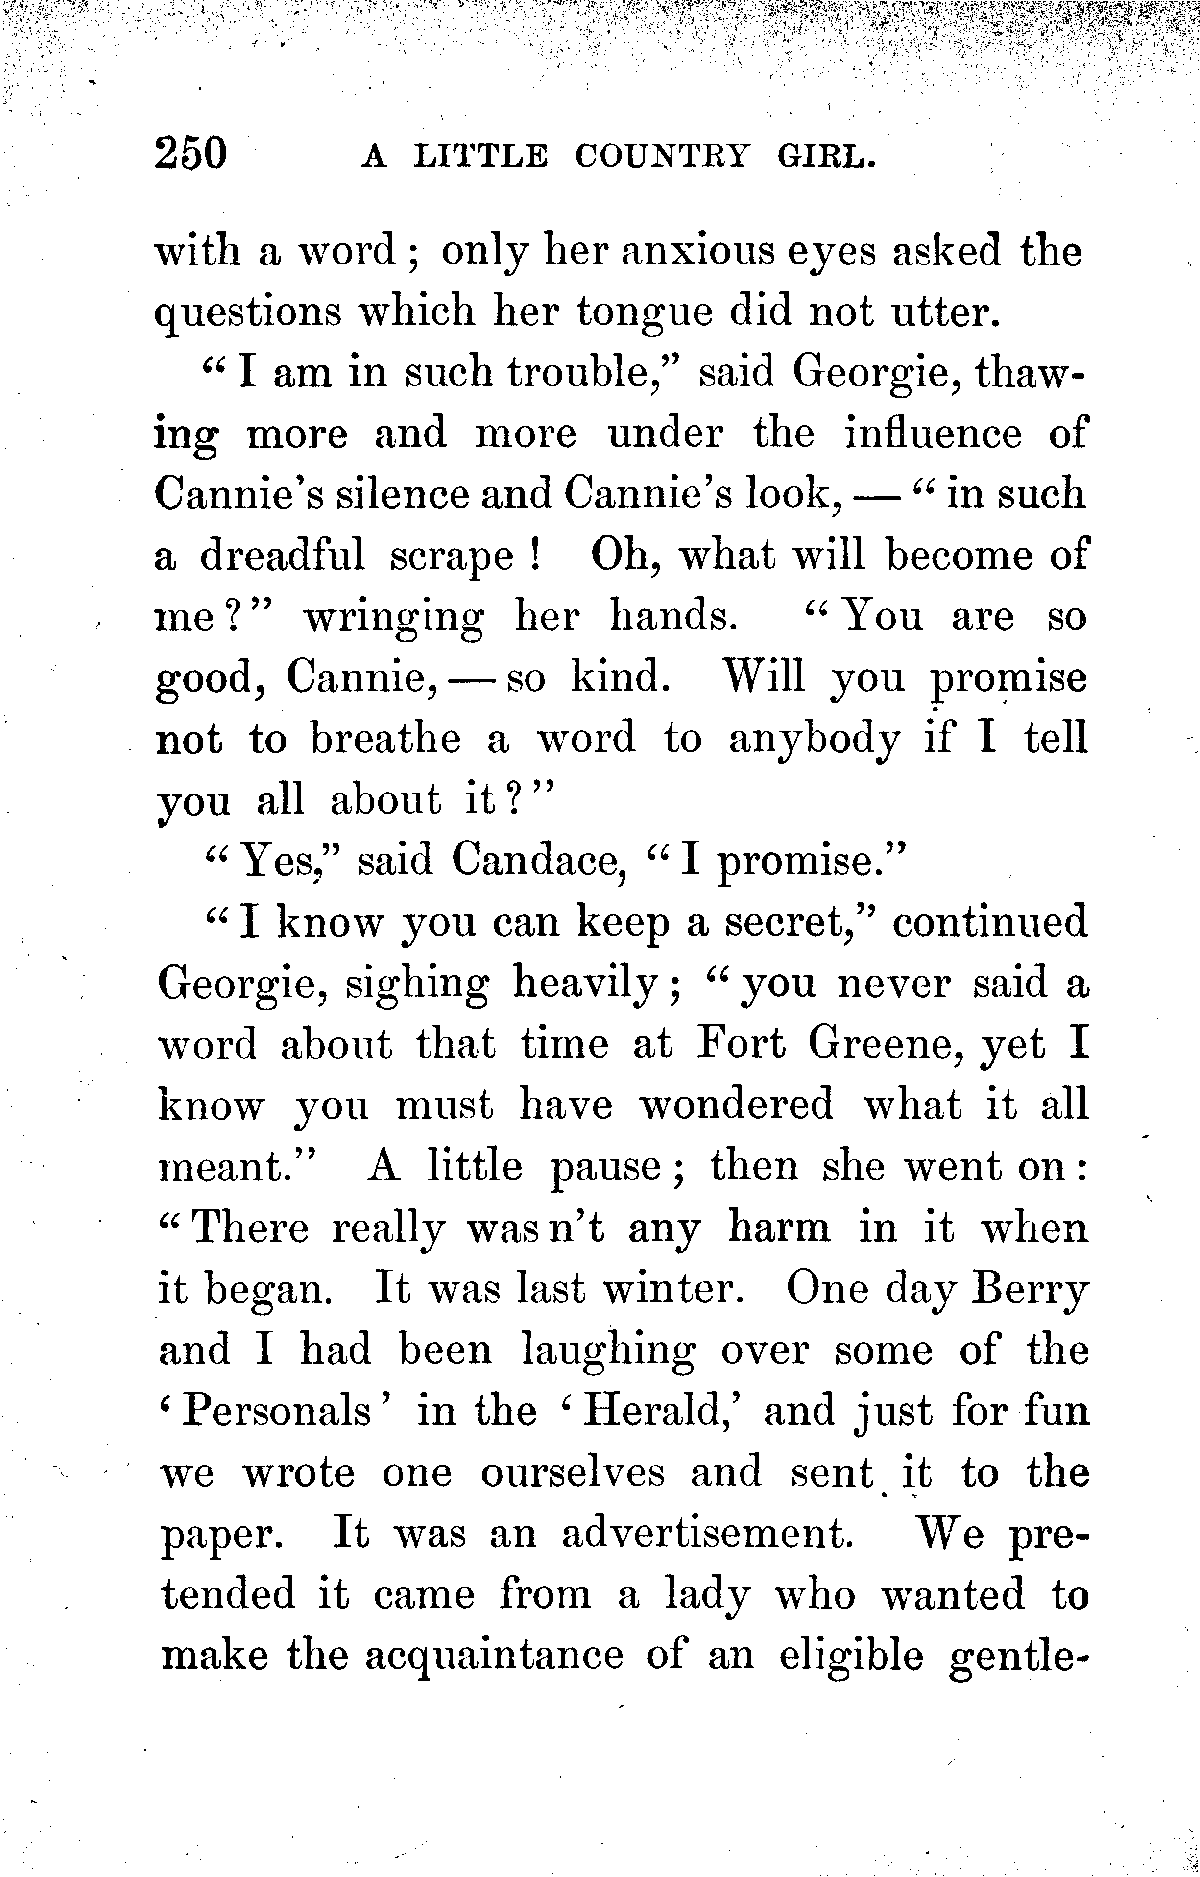 250 A LITTLE COUNTRY GIRL.
with a word; only her anxious eyes asked the
questions which her tongue did not utter.
“I am in such trouble,” said Georgie, thaw-
ing more and more under the influence of
Cannie's silence and Cannie's look, — “in such
a dreadful scrape! Oh, what will become of
me?” wringing her hands. “You are so
good, Cannie, — so kind. Will you promise
not to breathe a word to anybody if I tell
you all about it?”
“Yes,” said Candace, “I promise.”
“I know you can keep a secret,” continued
Georgie, sighing heavily; “you never said a
word about that time at Fort Greene, yet I
know you must have wondered what it all
meant.” A little pause; then she went on:
“There really was n't any harm in it when
it began. It was last winter. One day Berry
and I had been laughing over some of the
‘Personals’ in the ‘Herald,’ and just for fun
we wrote one ourselves and sent it to the
paper. It was an advertisement. We pre-
tended it came from a lady who wanted to
make the acquaintance of an eligible gentle-